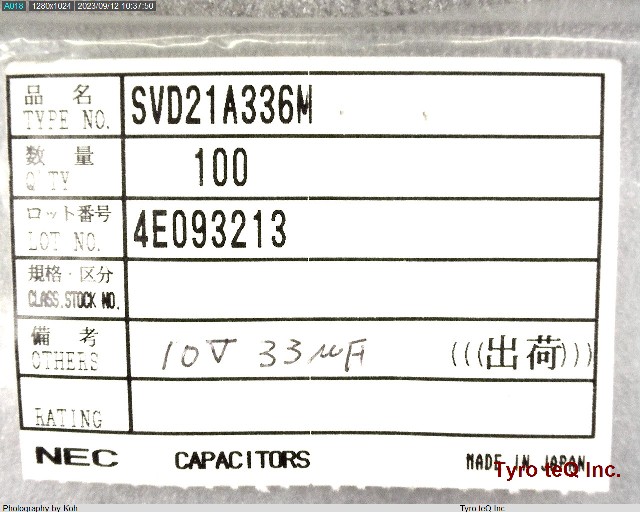 A018 1280x1024 2023/09/12 10:37:50
品 名 SVD21A336M
TYPE NO.
数 量 100
Q'TY
ロット番号 4E093213
LOT NO.
規格・区分
CLASS.STOCK NO.
備 考 10V 33μF (((出荷)))
OTHERS
RATING
NEC CAPACITORS MADE IN JAPAN
Tyro teQ Inc.
Photography by Koh Tyro teQ Inc